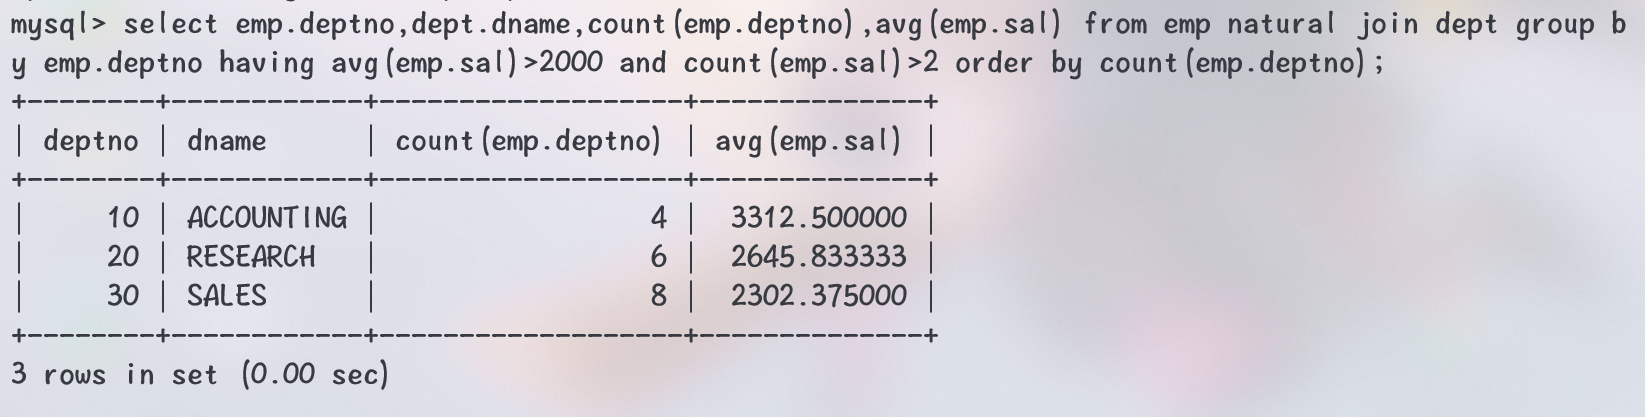 mysql> select emp.deptno,dept.dname,count(emp.deptno),avg(emp.sal) from emp natural join dept group b
y emp.deptno having avg(emp.sal)>2000 and count(emp.sal)>2 order by count(emp.deptno);
+--------+------------+-------------------+--------------+
| deptno | dname      | count(emp.deptno) | avg(emp.sal) |
+--------+------------+-------------------+--------------+
|     10 | ACCOUNTING |                 4 |  3312.500000 |
|     20 | RESEARCH   |                 6 |  2645.833333 |
|     30 | SALES      |                 8 |  2302.375000 |
+--------+------------+-------------------+--------------+
3 rows in set (0.00 sec)